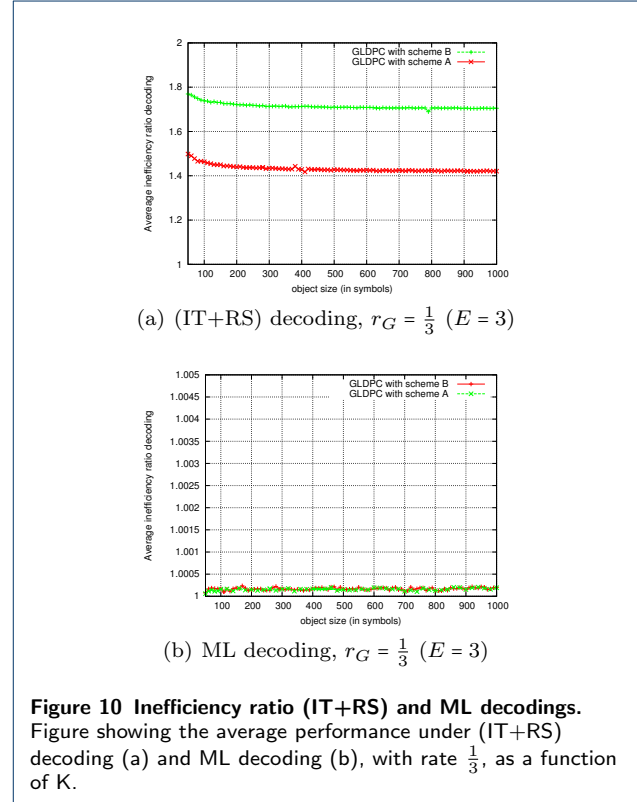 2
1.8
1.6
1.4
1.2
1
Avereage inefficiency ratio decoding
GLDPC with scheme B
GLDPC with scheme A
100 200 300 400 500 600 700 800 900 1000
object size (in symbols)
(a) (IT+RS) decoding, r_G = 1/3 (E = 3)
1.005
1.0045
1.004
1.0035
1.003
1.0025
1.002
1.0015
1.001
1.0005
1
Average inefficiency ratio decoding
GLDPC with scheme B
GLDPC with scheme A
100 200 300 400 500 600 700 800 900 1000
object size (in symbols)
(b) ML decoding, r_G = 1/3 (E = 3)
Figure 10 Inefficiency ratio (IT+RS) and ML decodings.
Figure showing the average performance under (IT+RS)
decoding (a) and ML decoding (b), with rate 1/3, as a function
of K.